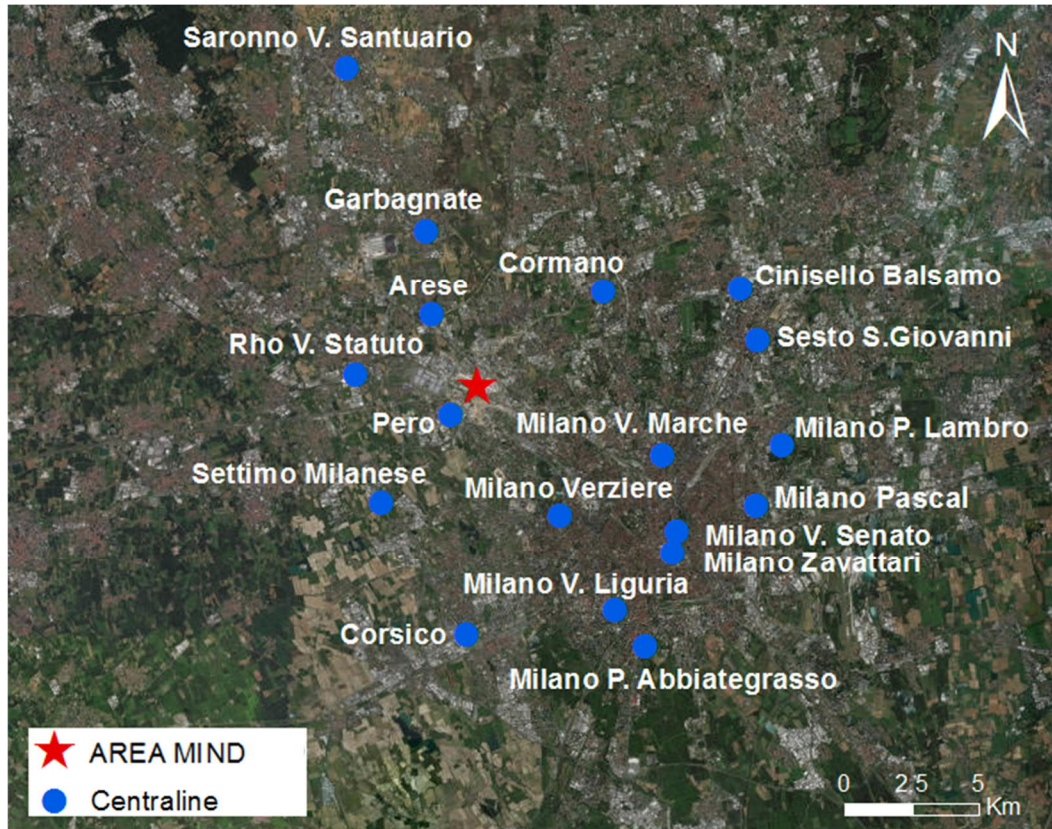 Saronno V. Santuario
N
Garbagnate
Cormano
Cinisello Balsamo
Arese
Sesto S.Giovanni
Rho V. Statuto
Pero
Milano V. Marche
Milano P. Lambro
Settimo Milanese
Milano Verziere
Milano Pascal
Milano V. Senato
Milano Zavattari
Milano V. Liguria
Corsico
Milano P. Abbiategrasso
AREA MIND
Centraline
0 2.5 5
Km